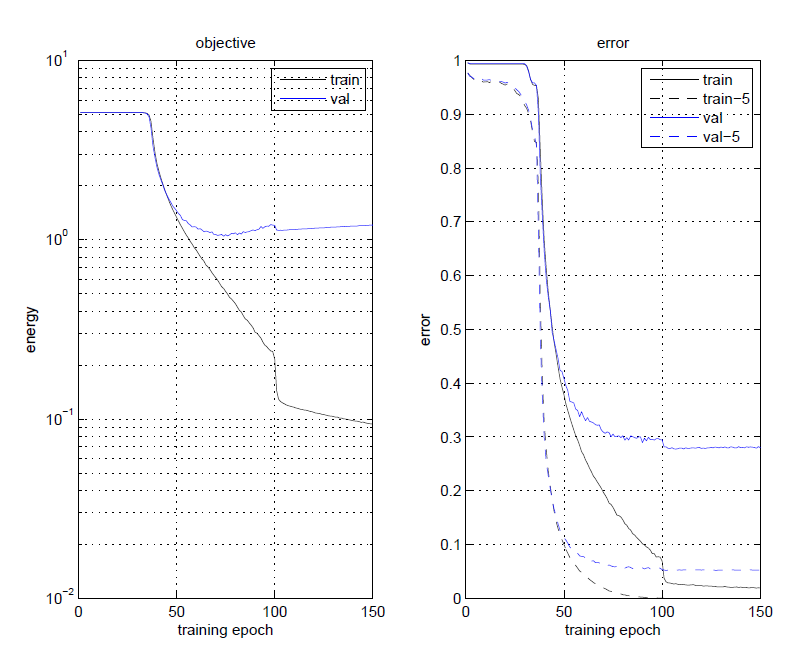 objective
10^1
10^0
10^-1
10^-2
energy
0
50
100
150
training epoch
train
val
error
1
0.9
0.8
0.7
0.6
0.5
0.4
0.3
0.2
0.1
0
error
0
50
100
150
training epoch
train
train-5
val
val-5